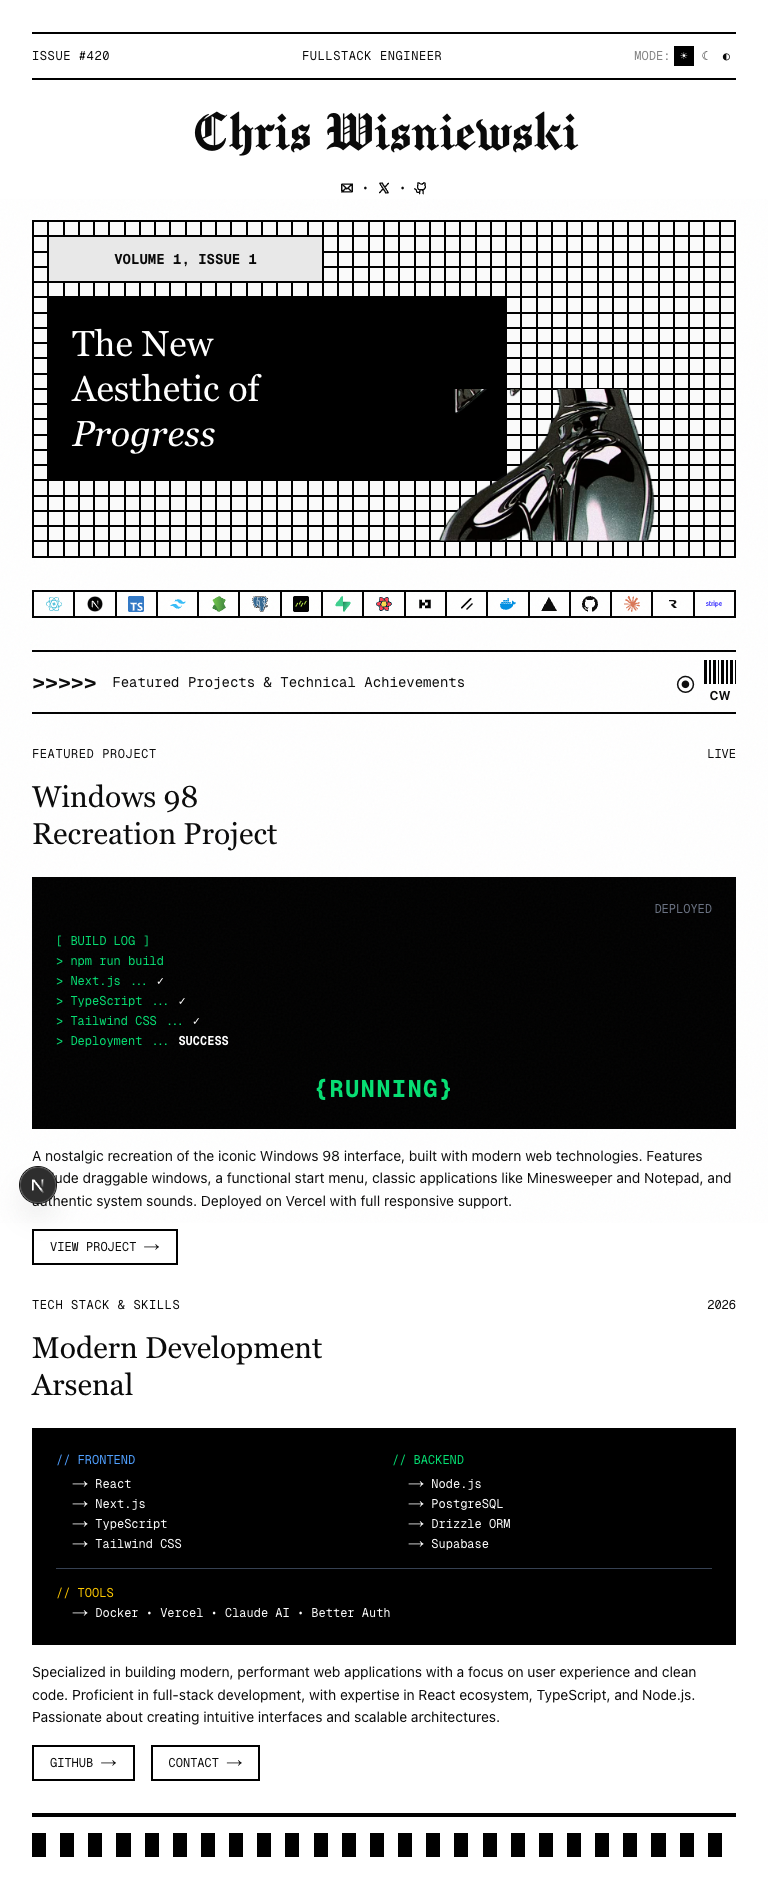 ISSUE #420
FULLSTACK ENGINEER
MODE:
Chris Wisniewski
VOLUME 1, ISSUE 1
The New
Aesthetic of
Progress
TS
stripe
>>>>> Featured Projects & Technical Achievements
CW
FEATURED PROJECT
LIVE
Windows 98
Recreation Project
DEPLOYED
[ BUILD LOG ]
> npm run build
> Next.js ... ✓
> TypeScript ... ✓
> Tailwind CSS ... ✓
> Deployment ... SUCCESS
{RUNNING}
A nostalgic recreation of the iconic Windows 98 interface, built with modern web technologies. Features
draggable windows, a functional start menu, classic applications like Minesweeper and Notepad, and
authentic system sounds. Deployed on Vercel with full responsive support.
N
VIEW PROJECT →
TECH STACK & SKILLS
2026
Modern Development
Arsenal
// FRONTEND
→ React
→ Next.js
→ TypeScript
→ Tailwind CSS
// BACKEND
→ Node.js
→ PostgreSQL
→ Drizzle ORM
→ Supabase
// TOOLS
→ Docker • Vercel • Claude AI • Better Auth
Specialized in building modern, performant web applications with a focus on user experience and clean
code. Proficient in full-stack development, with expertise in React ecosystem, TypeScript, and Node.js.
Passionate about creating intuitive interfaces and scalable architectures.
GITHUB →
CONTACT →